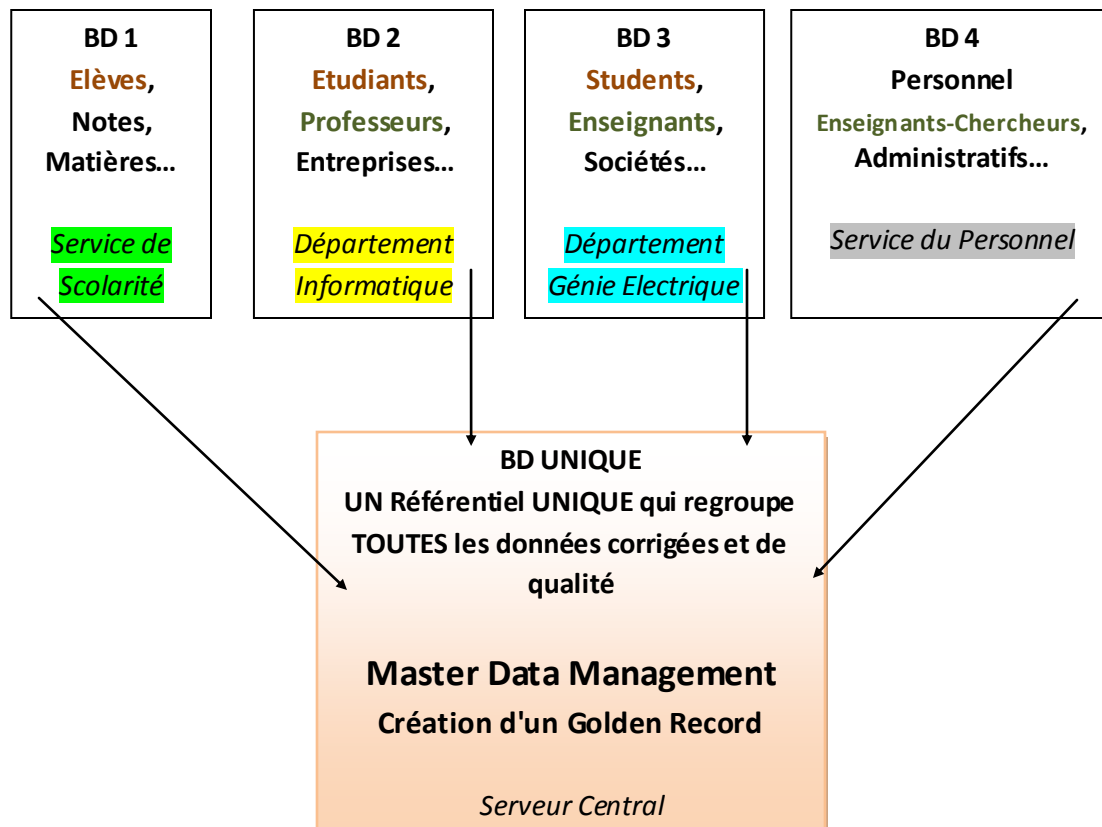 BD 1
Elèves,
Notes,
Matières...
Service de
Scolarité
BD 2
Etudiants,
Professeurs,
Entreprises...
Département
Informatique
BD 3
Students,
Enseignants,
Sociétés...
Département
Génie Electrique
BD 4
Personnel
Enseignants-Chercheurs,
Administratifs...
Service du Personnel
BD UNIQUE
UN Référentiel UNIQUE qui regroupe
TOUTES les données corrigées et de
qualité
Master Data Management
Création d'un Golden Record
Serveur Central